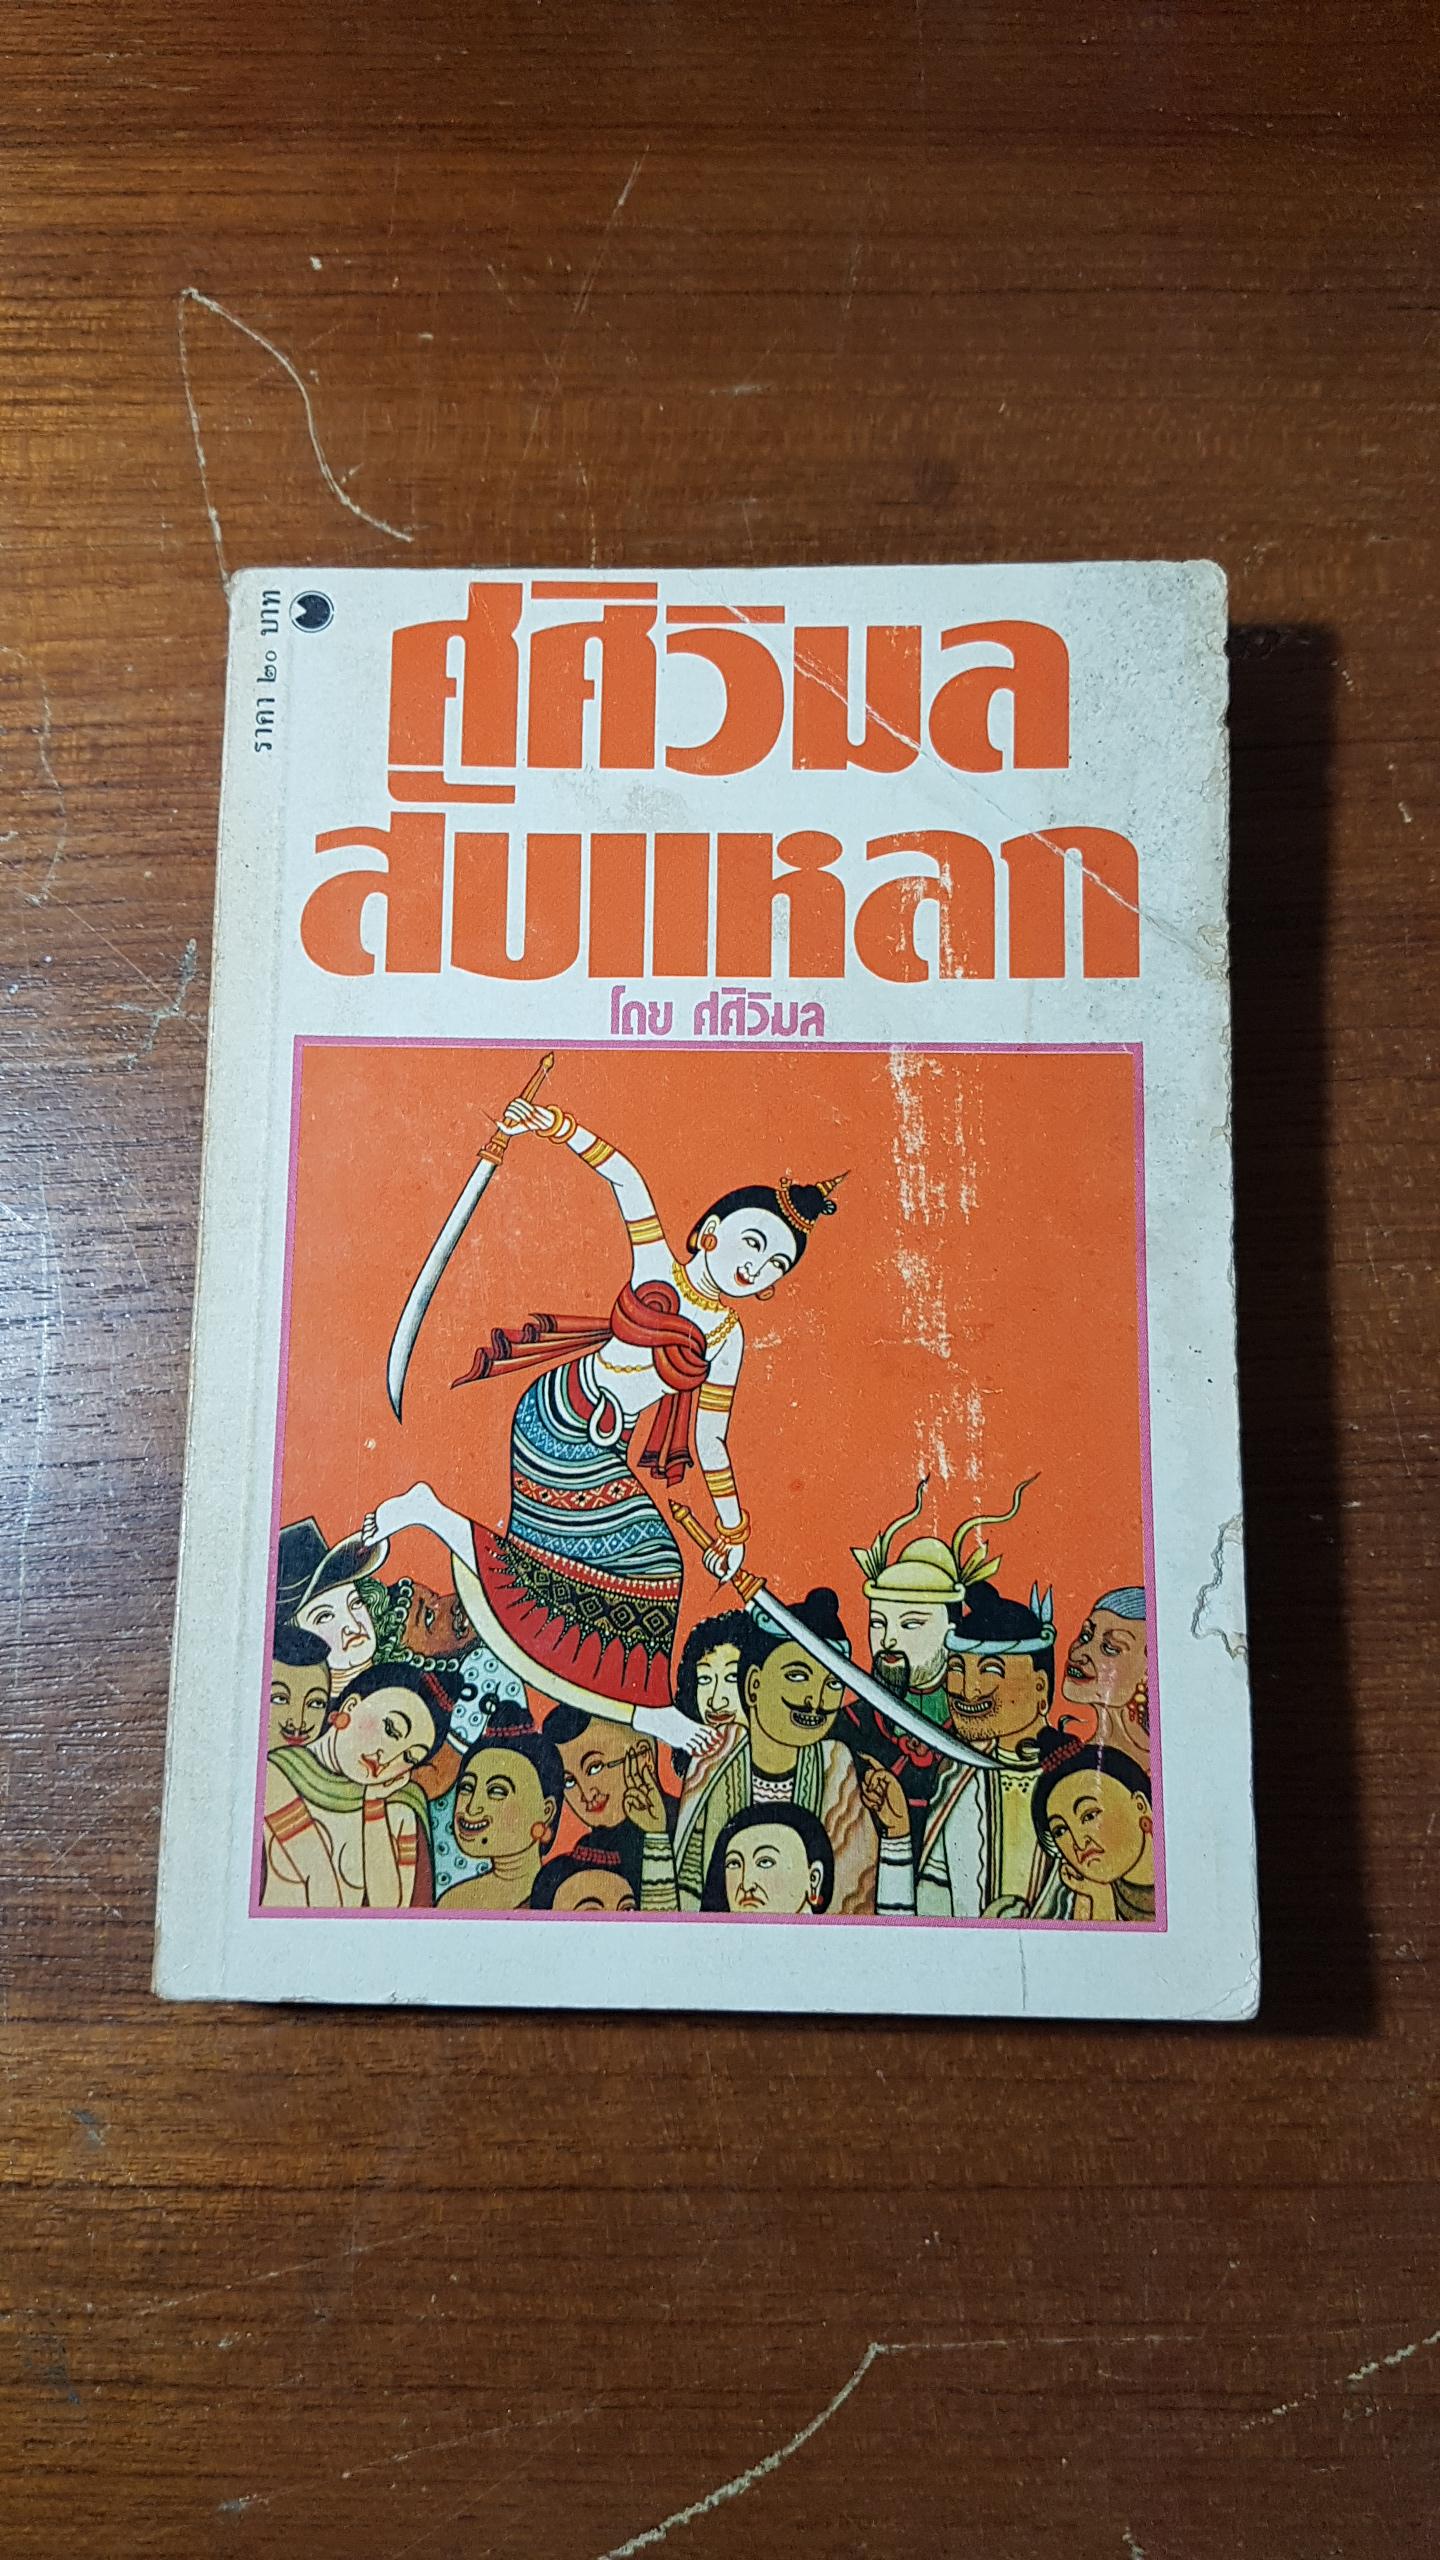 ราคา ๒๐ บาท
ศศิวิมล
สับแหลก
โดย ศศิวิมล